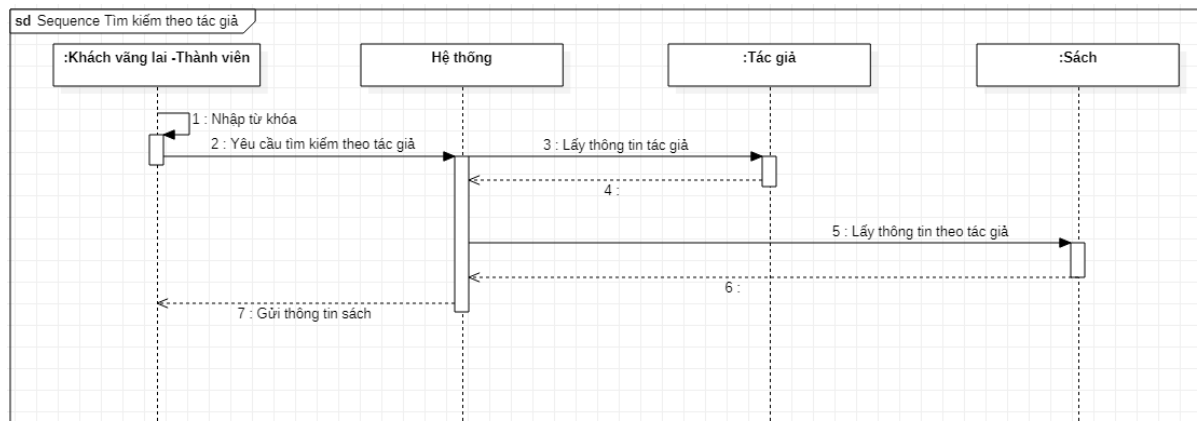 sd Sequence Tìm kiếm theo tác giả
:Khách vãng lai -Thành viên
Hệ thống
:Tác giả
:Sách
1 : Nhập từ khóa
2 : Yêu cầu tìm kiếm theo tác giả
3 : Lấy thông tin tác giả
4 :
5 : Lấy thông tin theo tác giả
6 :
7 : Gửi thông tin sách